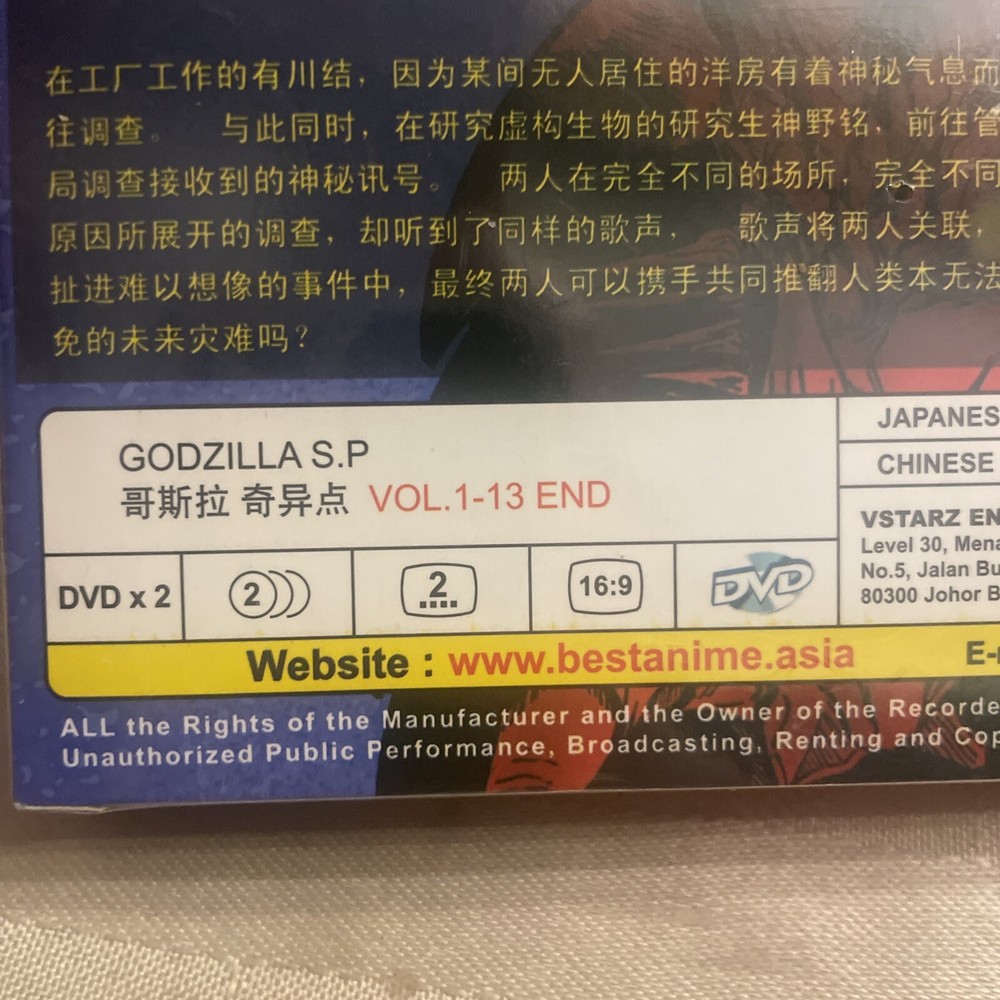 在工厂工作的有川结，因为某间无人居住的洋房有着神秘气息而
往调查。 与此同时，在研究虚构生物的研究生神野铭，前往管
局调查接收到的神秘讯号。 两人在完全不同的场所，完全不同
原因所展开的调查，却听到了同样的歌声， 歌声将两人关联，
扯进难以想像的事件中，最终两人可以携手共同推翻人类本无法
免的未来灾难吗？
GODZILLA S.P
哥斯拉 奇异点 VOL.1-13 END
JAPANES
CHINESE
VSTARZ EN
Level 30, Mena
No.5, Jalan Bu
80300 Johor B
DVD x 2
2
2
16:9
DVD
Website : www.bestanime.asia
E-
ALL the Rights of the Manufacturer and the Owner of the Recorde
Unauthorized Public Performance, Broadcasting, Renting and Cop